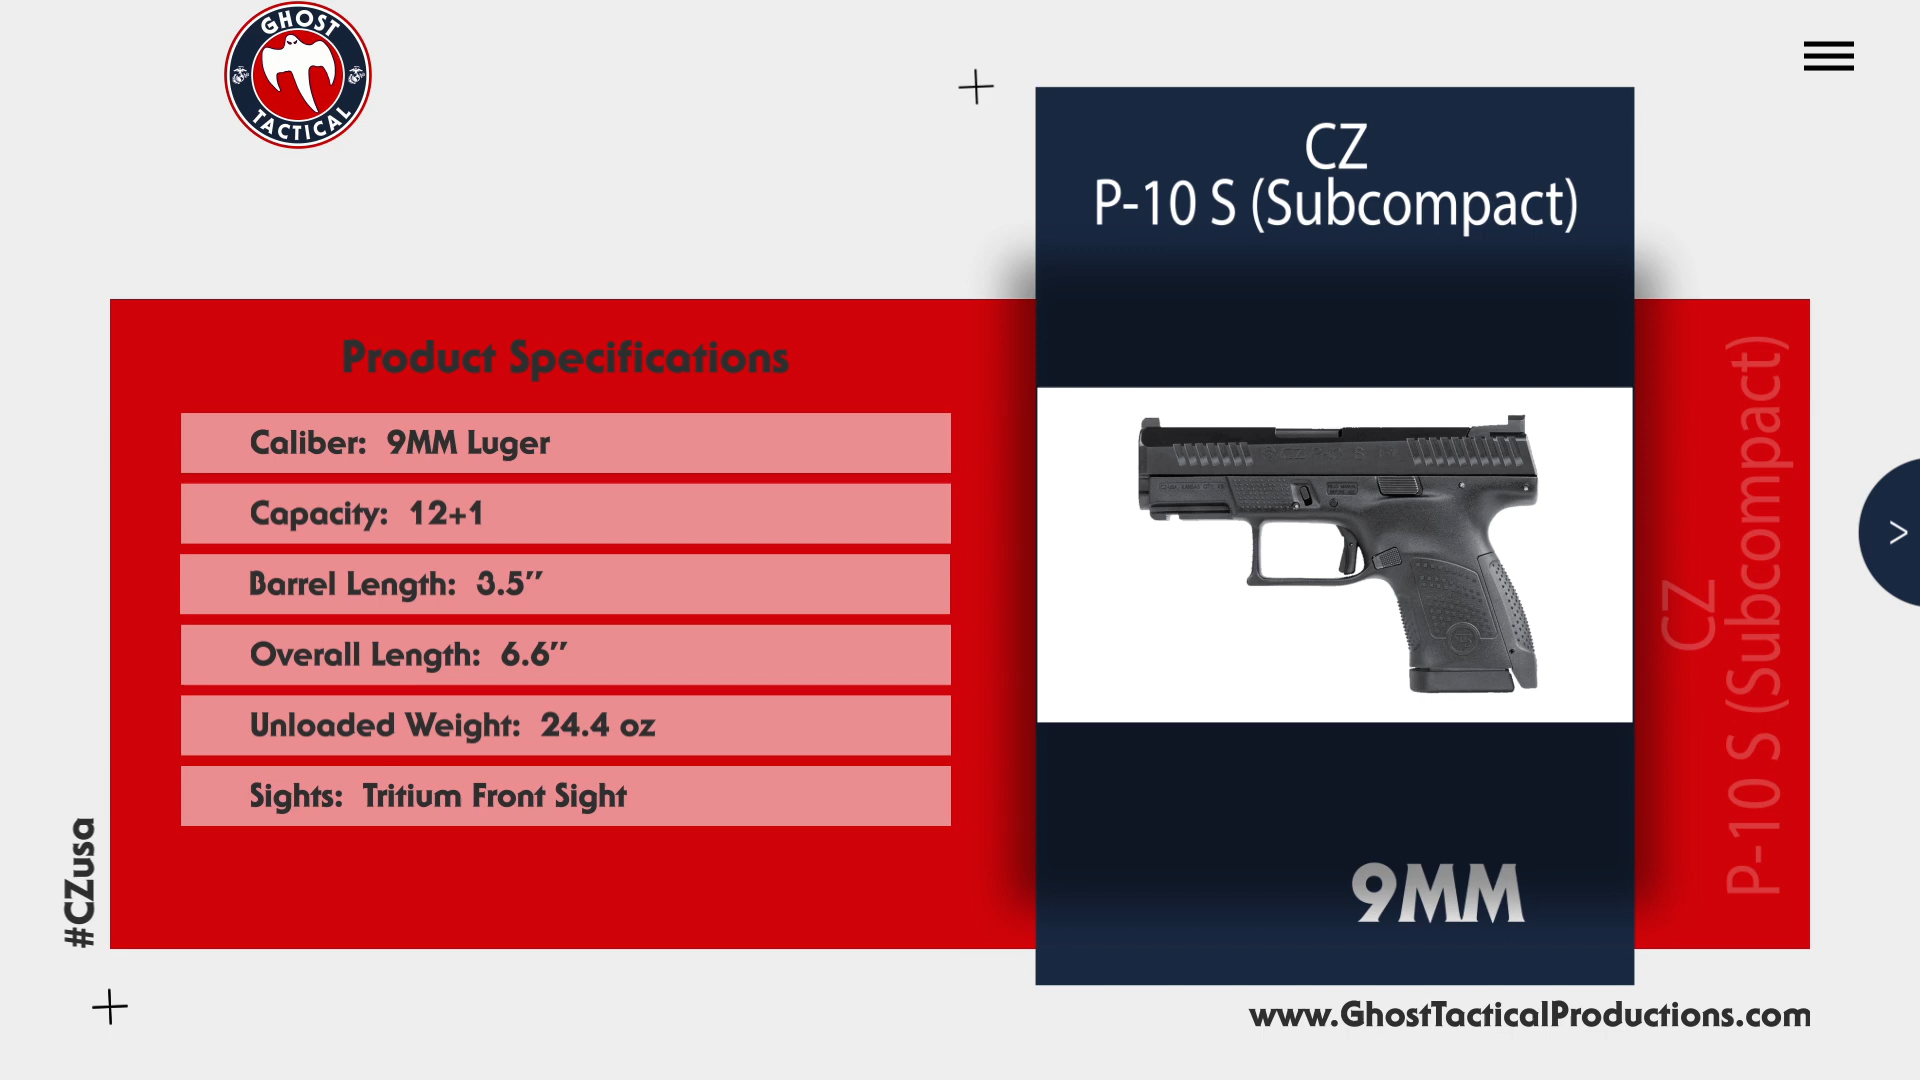 GHOST
TACTICAL
CZ
P-10 S (Subcompact)
Product Specifications
Caliber: 9MM Luger
Capacity: 12+1
Barrel Length: 3.5″
Overall Length: 6.6″
Unloaded Weight: 24.4 oz
Sights: Tritium Front Sight
9MM
CZ
P-10 S (Subcompact)
>
#CZusa
www.GhostTacticalProductions.com